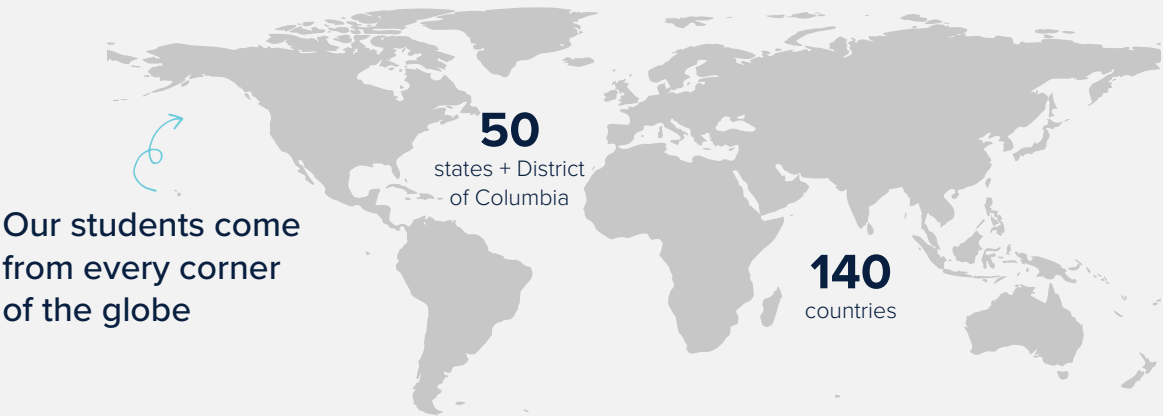 50
states + District
of Columbia
Our students come
from every corner
of the globe
140
countries